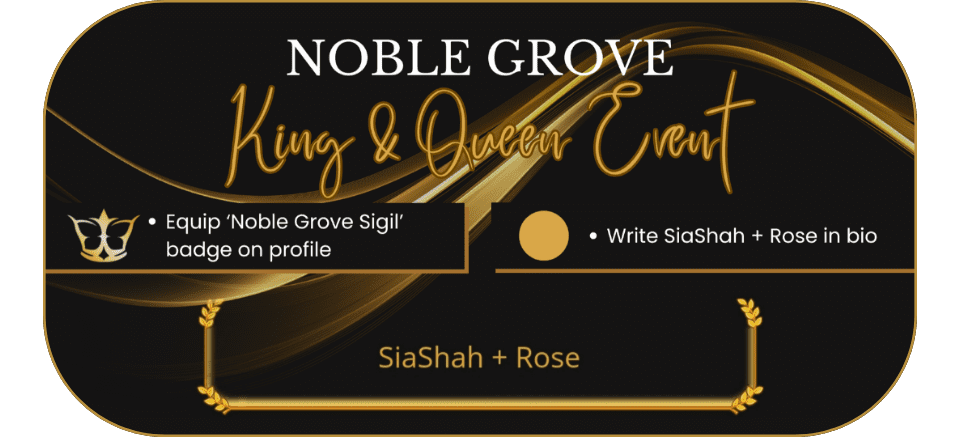 NOBLE GROVE
King & Queen Event
• Equip ‘Noble Grove Sigil’
badge on profile
• Write SiaShah + Rose in bio
SiaShah + Rose